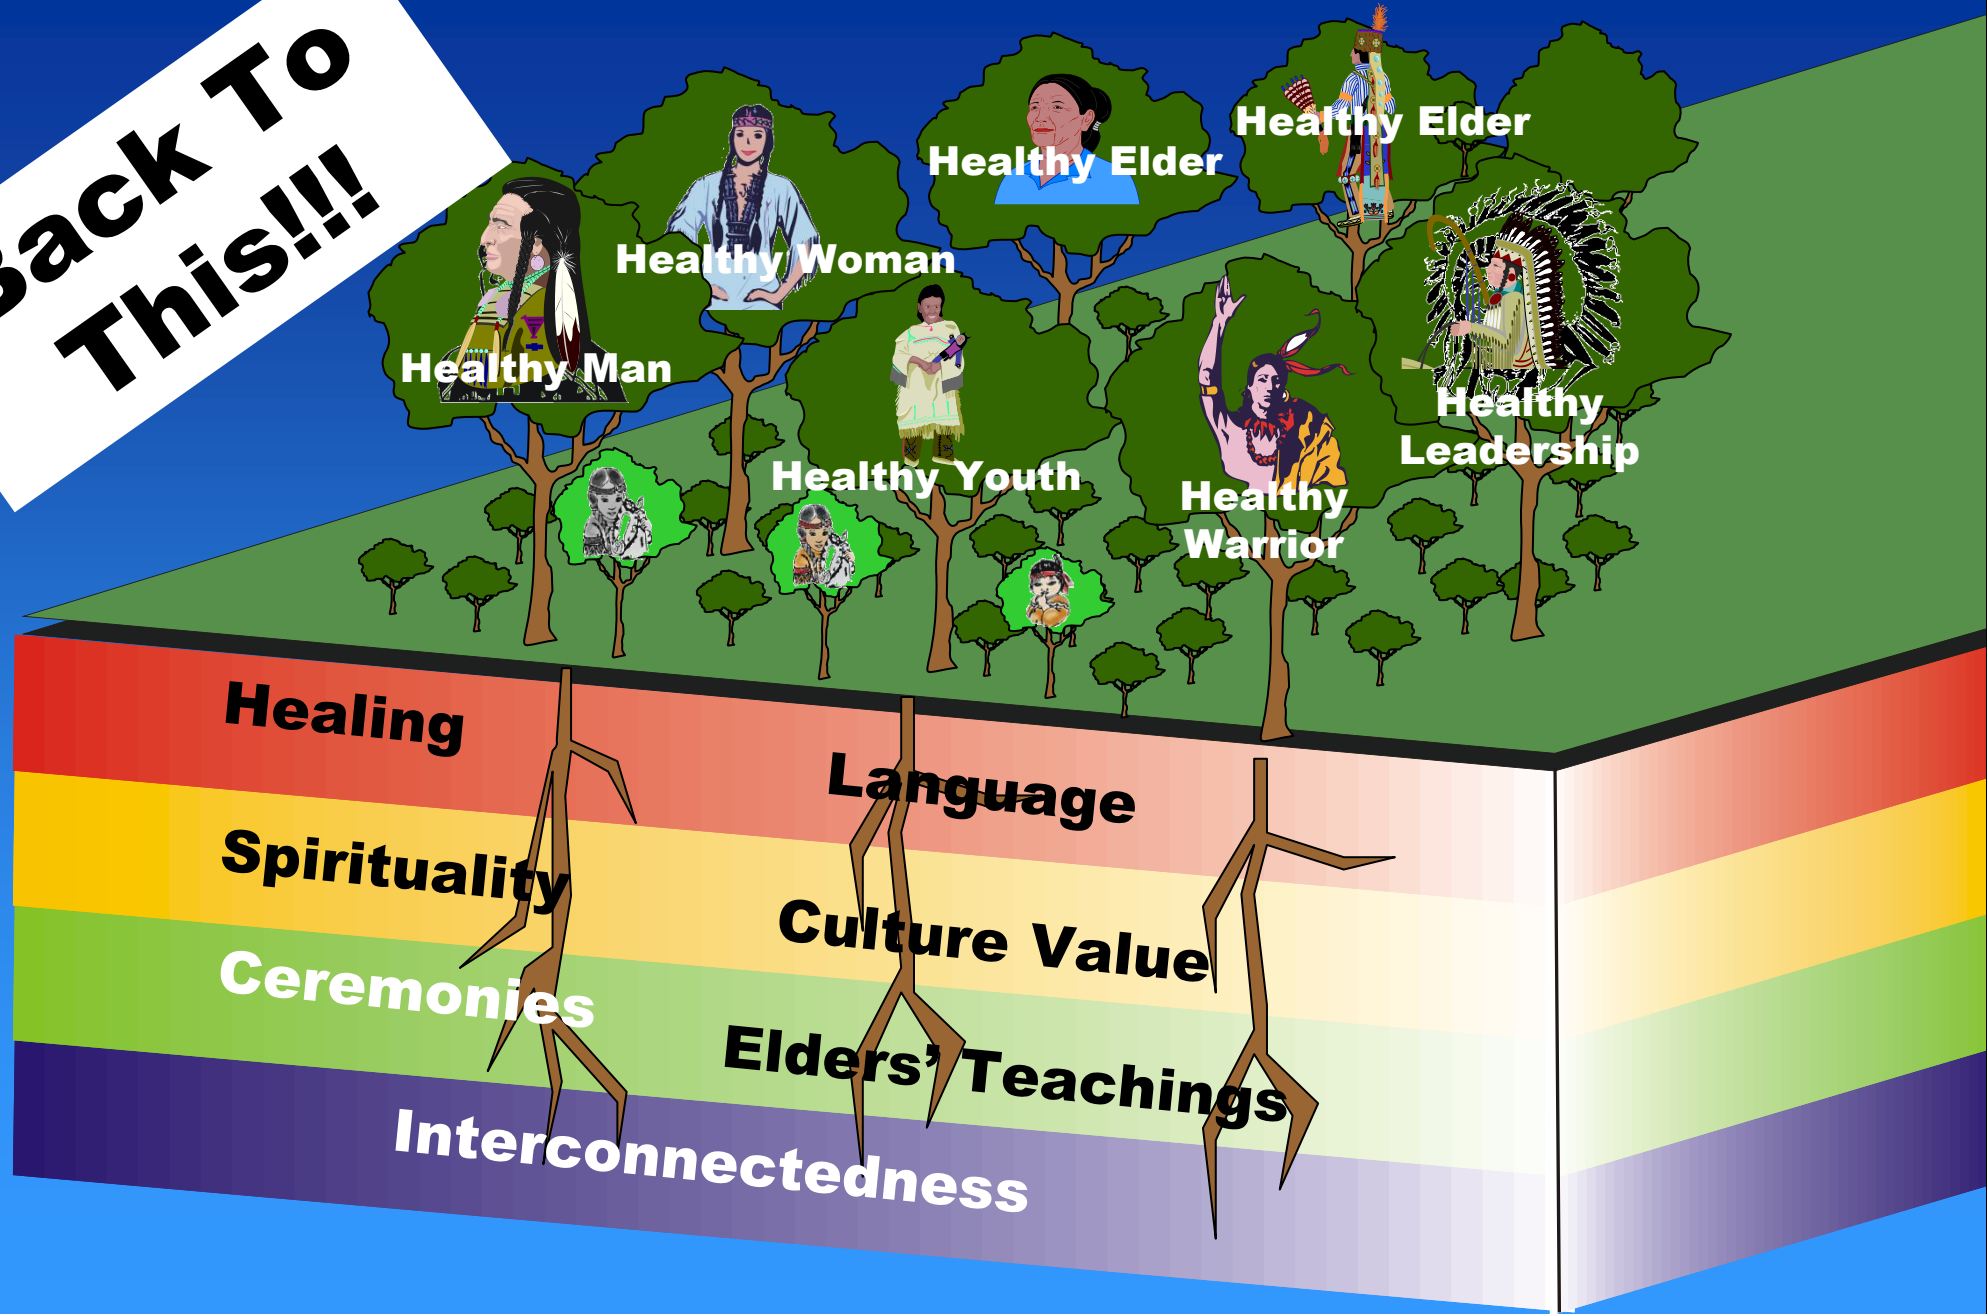 Back To
This!!!
Healthy Elder
Healthy Elder
Healthy Woman
Healthy Man
Healthy
Leadership
Healthy Youth
Healthy
Warrior
Healing
Language
Spirituality
Culture Value
Ceremonies
Elders’ Teachings
Interconnectedness